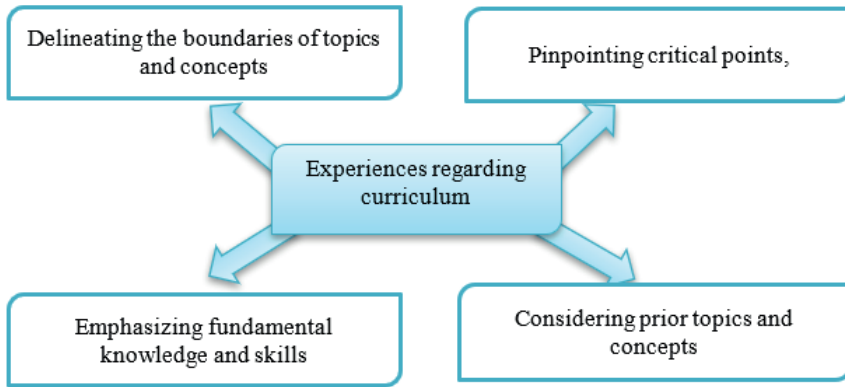 Delineating the boundaries of topics
and concepts
Pinpointing critical points,
Experiences regarding
curriculum
Emphasizing fundamental
knowledge and skills
Considering prior topics and
concepts